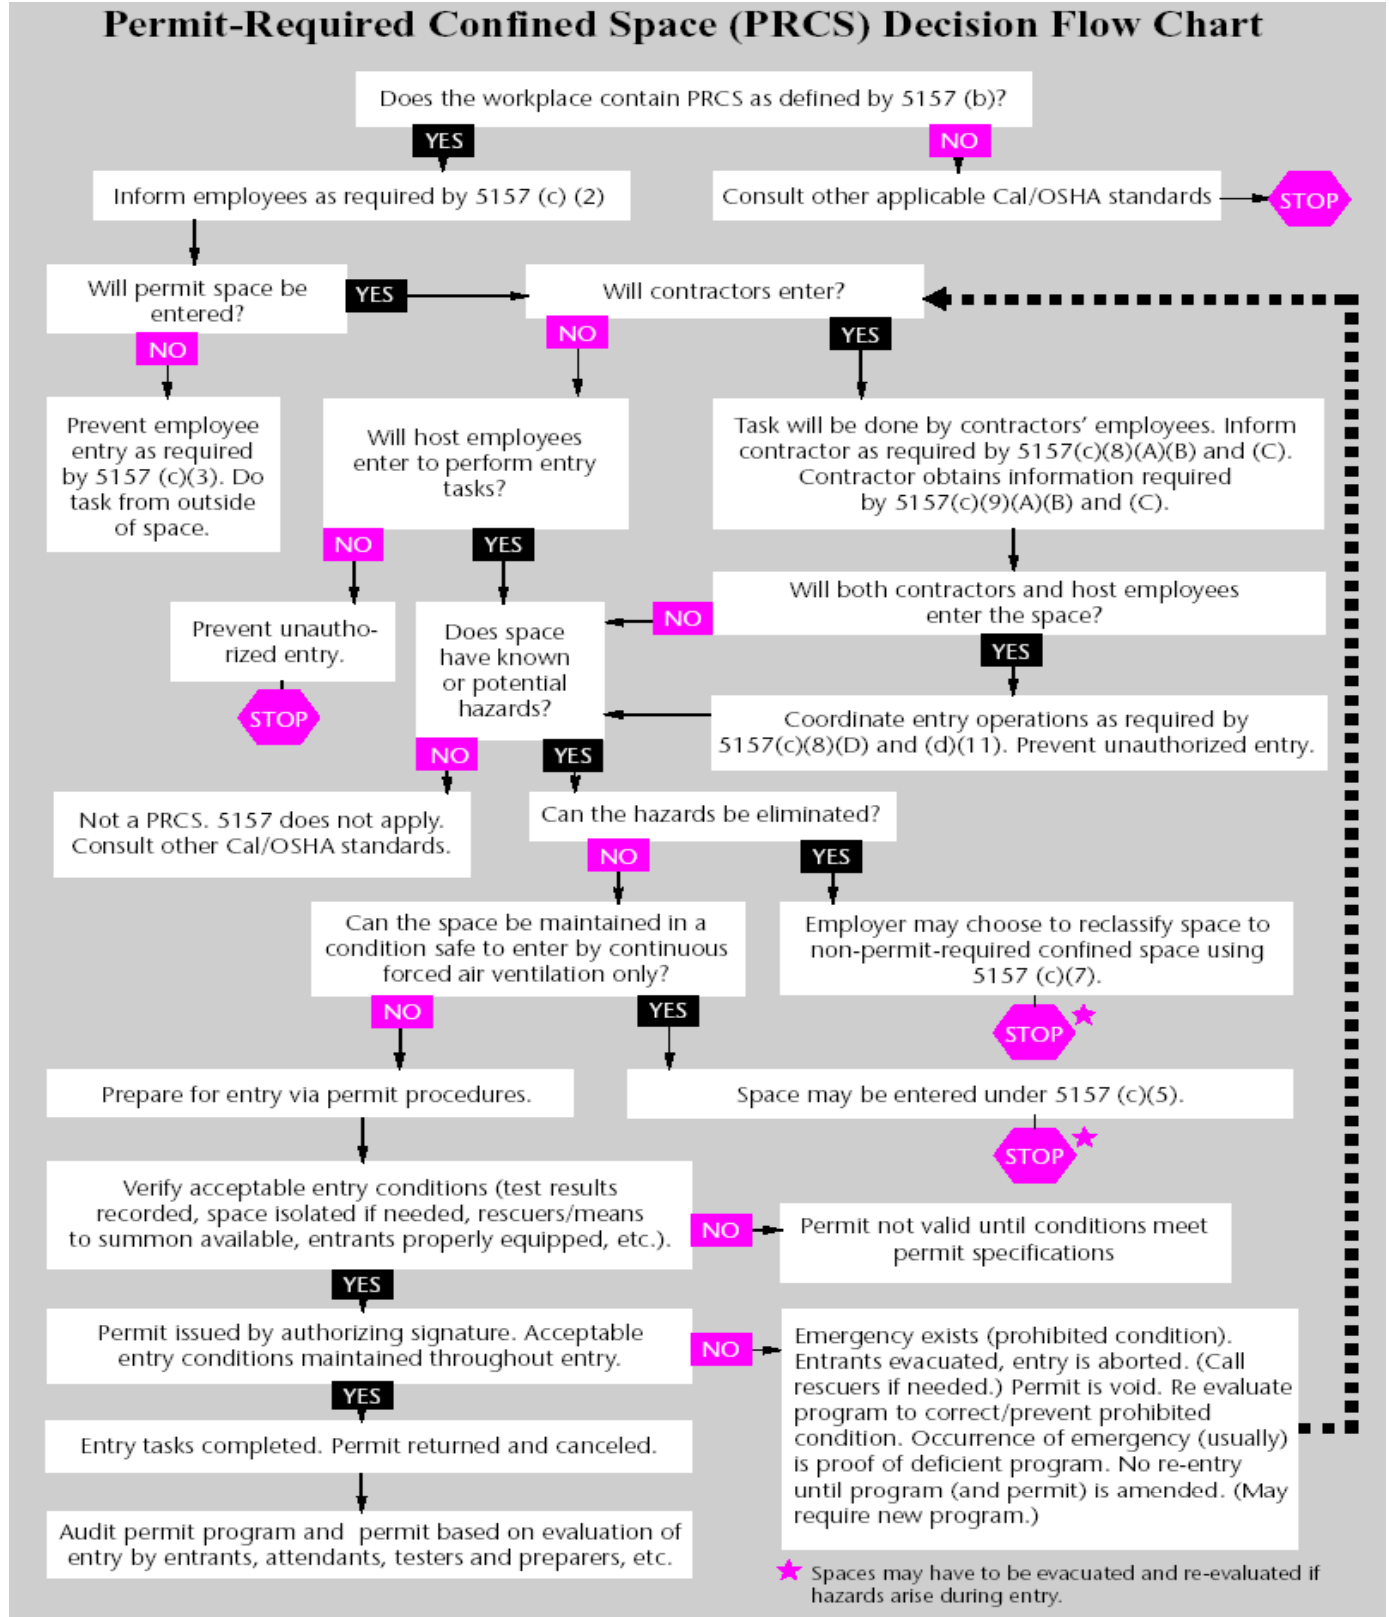 Permit-Required Confined Space (PRCS) Decision Flow Chart
Does the workplace contain PRCS as defined by 5157 (b)?
YES
NO
Inform employees as required by 5157 (c) (2)
Consult other applicable Cal/OSHA standards
STOP
Will permit space be
entered?
YES
Will contractors enter?
NO
NO
YES
Prevent employee
entry as required
by 5157 (c)(3). Do
task from outside
of space.
Will host employees
enter to perform entry
tasks?
Task will be done by contractors' employees. Inform
contractor as required by 5157(c)(8)(A)(B) and (C).
Contractor obtains information required
by 5157(c)(9)(A)(B) and (C).
NO
YES
Will both contractors and host employees
enter the space?
NO
YES
Prevent unautho-
rized entry.
STOP
Does space
have known
or potential
hazards?
Coordinate entry operations as required by
5157(c)(8)(D) and (d)(11). Prevent unauthorized entry.
NO
YES
Not a PRCS. 5157 does not apply.
Consult other Cal/OSHA standards.
Can the hazards be eliminated?
NO
YES
Can the space be maintained in a
condition safe to enter by continuous
forced air ventilation only?
Employer may choose to reclassify space to
non-permit-required confined space using
5157 (c)(7).
STOP
NO
YES
Prepare for entry via permit procedures.
Space may be entered under 5157 (c)(5).
STOP
Verify acceptable entry conditions (test results
recorded, space isolated if needed, rescuers/means
to summon available, entrants properly equipped, etc.).
NO
Permit not valid until conditions meet
permit specifications
YES
Permit issued by authorizing signature. Acceptable
entry conditions maintained throughout entry.
NO
Emergency exists (prohibited condition).
Entrants evacuated, entry is aborted. (Call
rescuers if needed.) Permit is void. Re evaluate
program to correct/prevent prohibited
condition. Occurrence of emergency (usually)
is proof of deficient program. No re-entry
until program (and permit) is amended. (May
require new program.)
YES
Entry tasks completed. Permit returned and canceled.
Audit permit program and permit based on evaluation of
entry by entrants, attendants, testers and preparers, etc.
Spaces may have to be evacuated and re-evaluated if
hazards arise during entry.